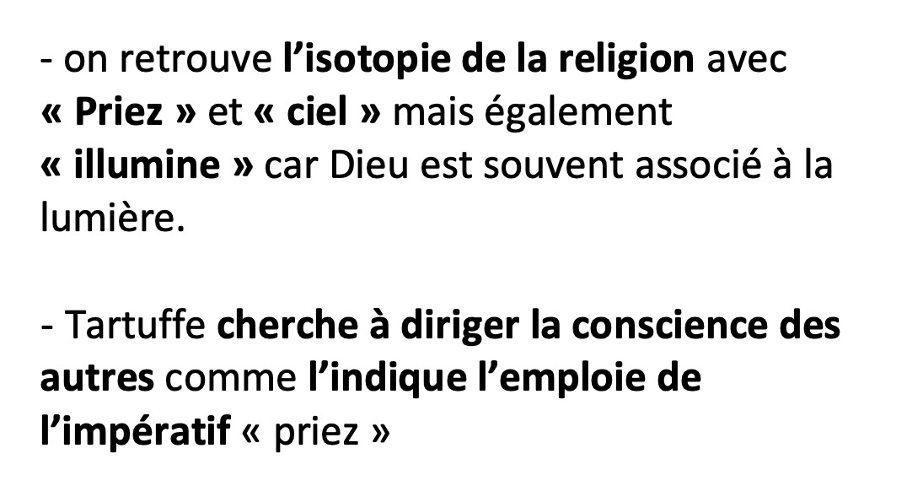 - on retrouve l’isotopie de la religion avec
« Priez » et « ciel » mais également
« illumine » car Dieu est souvent associé à la
lumière.
- Tartuffe cherche à diriger la conscience des
autres comme l’indique l’emploie de
l’impératif « priez »